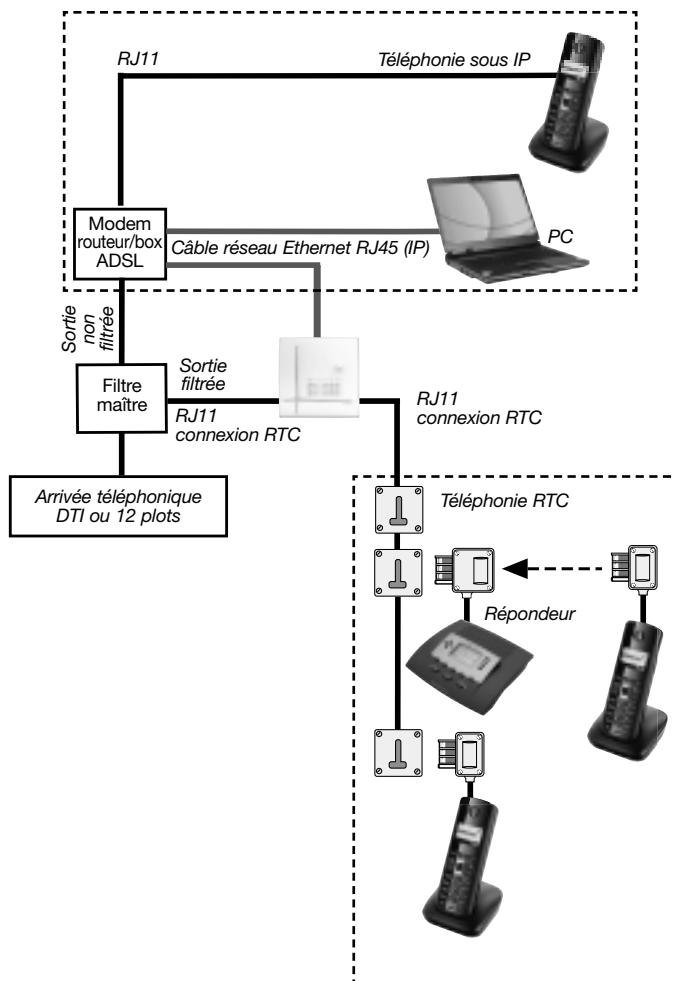 RJ11
Téléphonie sous IP
Modem
routeur/box
ADSL
Câble réseau Ethernet RJ45 (IP)
PC
Sortie
non
filtrée
Filtre
maître
Sortie
filtrée
RJ11
connexion RTC
RJ11
connexion RTC
Arrivée téléphonique
DTI ou 12 plots
Téléphonie RTC
Répondeur